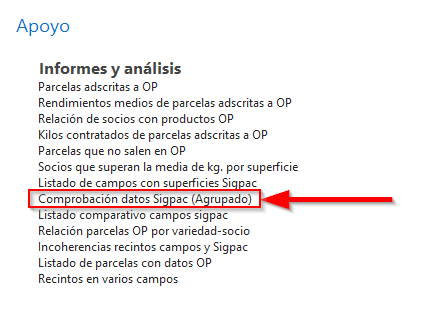 Apoyo
Informes y análisis
Parcelas adscritas a OP
Rendimientos medios de parcelas adscritas a OP
Relación de socios con productos OP
Kilos contratados de parcelas adscritas a OP
Parcelas que no salen en OP
Socios que superan la media de kg. por superficie
Listado de campos con superficies Sigpac
Comprobación datos Sigpac (Agrupado)
Listado comparativo campos sigpac
Relación parcelas OP por variedad-socio
Incoherencias recintos campos y Sigpac
Listado de parcelas con datos OP
Recintos en varios campos